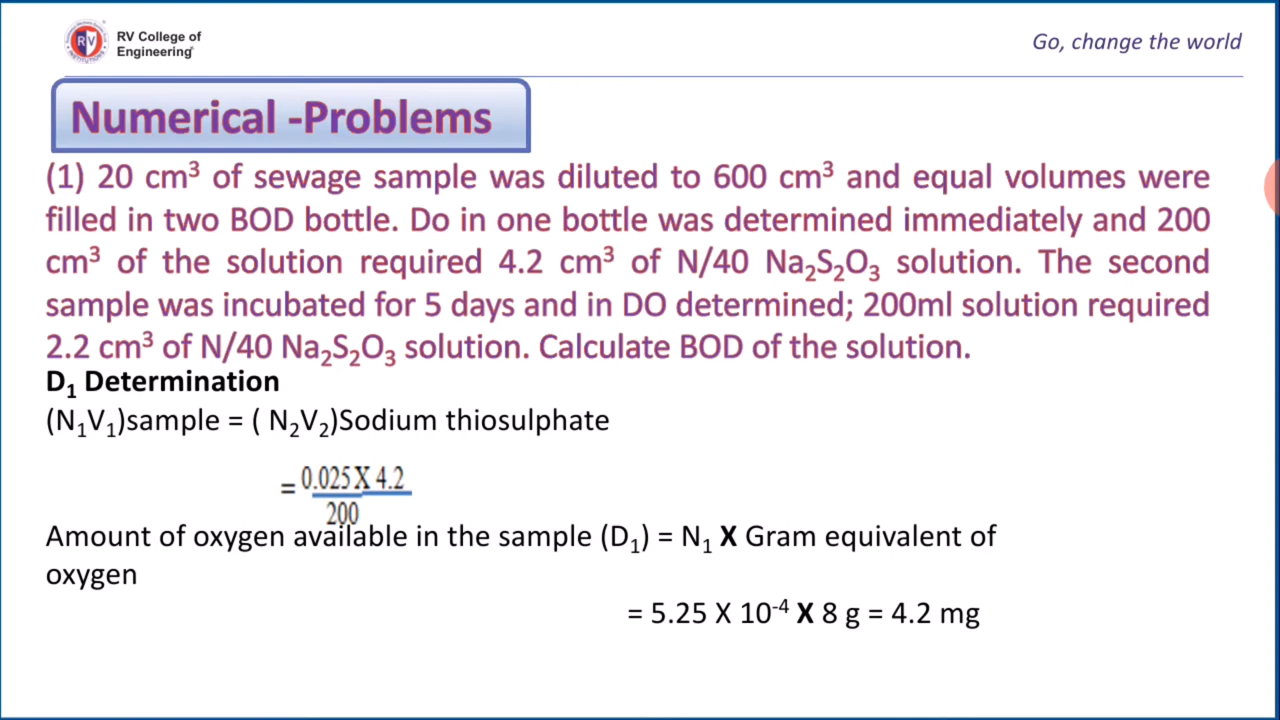 RV College of
Engineering
Go, change the world
Numerical -Problems
(1) 20 cm³ of sewage sample was diluted to 600 cm³ and equal volumes were
filled in two BOD bottle. Do in one bottle was determined immediately and 200
cm³ of the solution required 4.2 cm³ of N/40 Na₂S₂O₃ solution. The second
sample was incubated for 5 days and in DO determined; 200ml solution required
2.2 cm³ of N/40 Na₂S₂O₃ solution. Calculate BOD of the solution.
D₁ Determination
(N₁V₁)sample = ( N₂V₂)Sodium thiosulphate
= 0.025 X 4.2
200
Amount of oxygen available in the sample (D₁) = N₁ X Gram equivalent of
oxygen
= 5.25 X 10⁻⁴ X 8 g = 4.2 mg